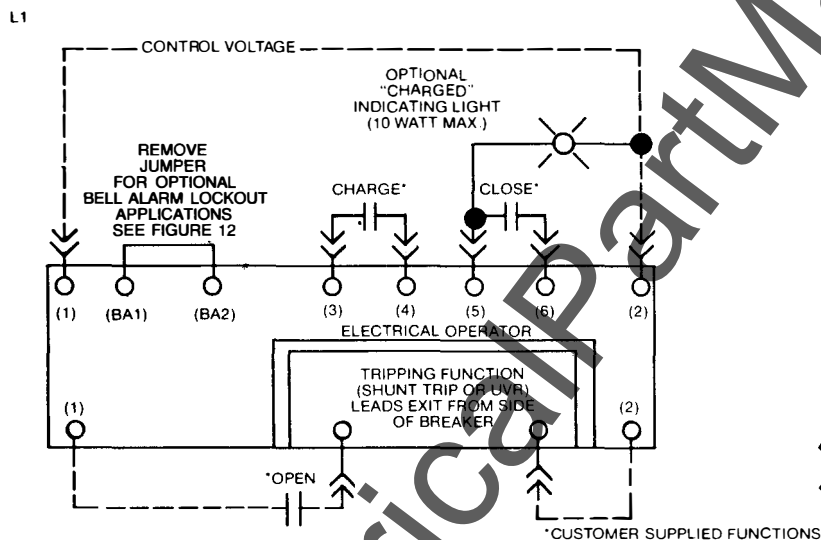 L1
CONTROL VOLTAGE
OPTIONAL
"CHARGED"
INDICATING LIGHT
(10 WATT MAX.)
REMOVE
JUMPER
FOR OPTIONAL
BELL ALARM LOCKOUT
APPLICATIONS
SEE FIGURE 12
CHARGE*
CLOSE*
(1) (BA1) (BA2) (3) (4) (5) (6) (2)
ELECTRICAL OPERATOR
TRIPPING FUNCTION
(SHUNT TRIP OR UVR)
LEADS EXIT FROM SIDE
OF BREAKER
(1) (2)
*OPEN
*CUSTOMER SUPPLIED FUNCTIONS
icalPartMa